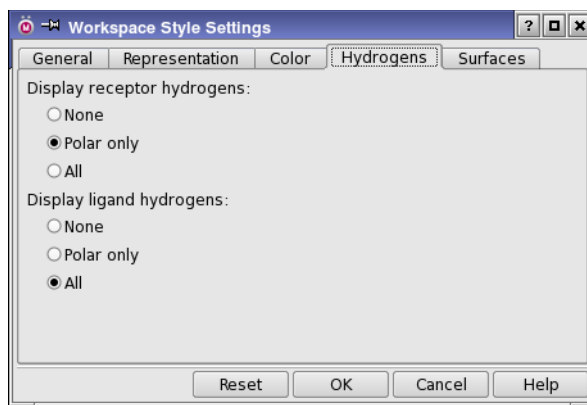 Workspace Style Settings
General Representation Color Hydrogens Surfaces
Display receptor hydrogens:
None
Polar only
All
Display ligand hydrogens:
None
Polar only
All
Reset OK Cancel Help